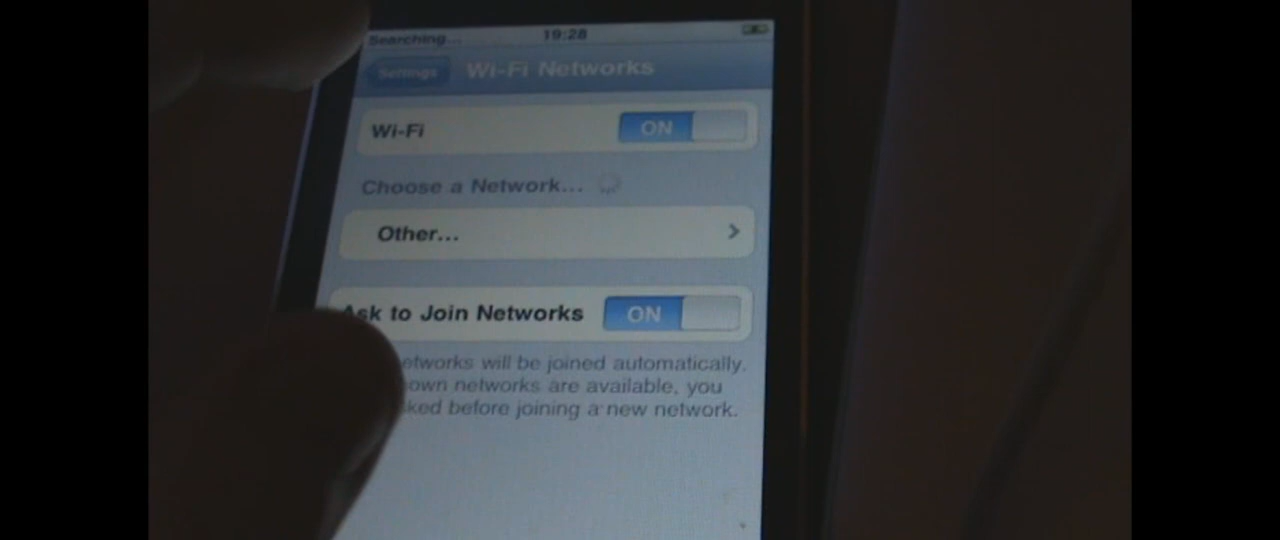 Searching... 19:28
Settings Wi-Fi Networks
Wi-Fi ON
Choose a Network...
Other...
Ask to Join Networks ON
etworks will be joined automatically.
own networks are available, you
ked before joining a new network.